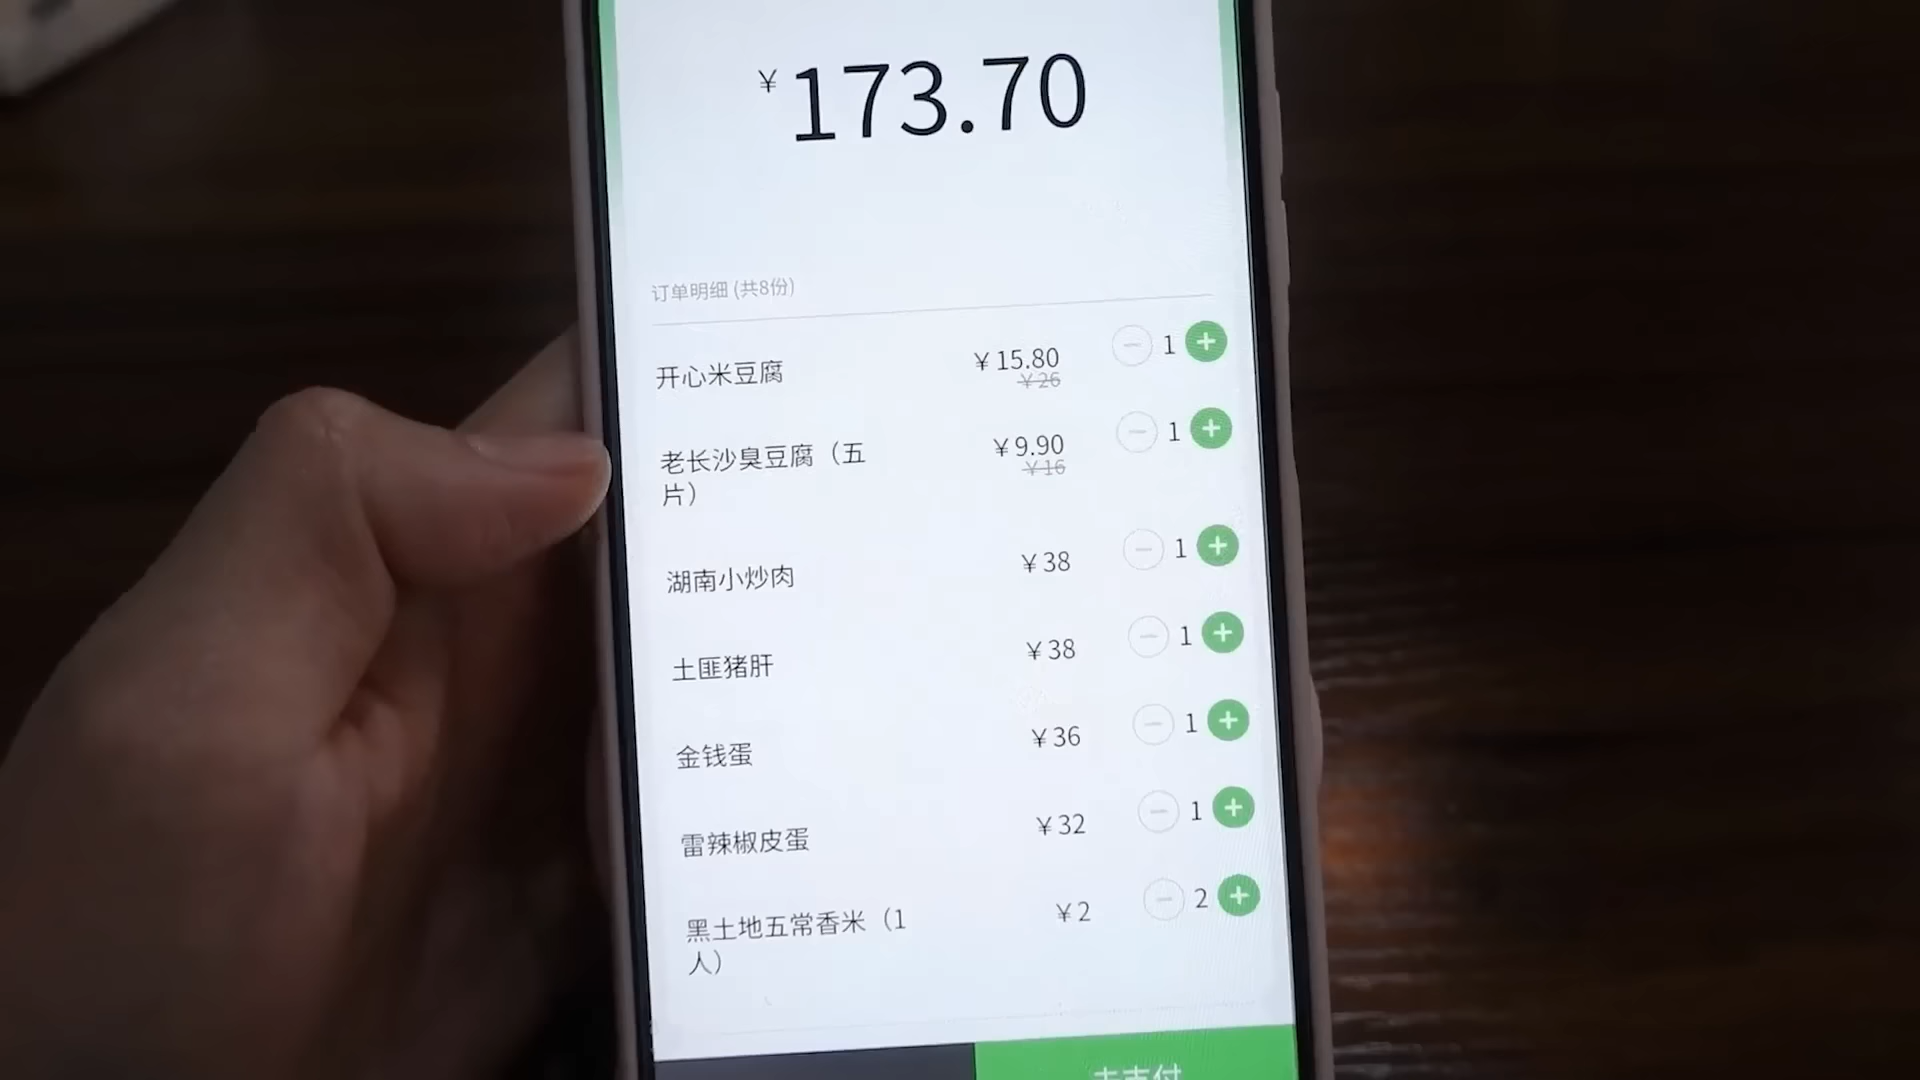 ¥173.70
订单明细 (共8份)
开心米豆腐 ¥15.80 1
¥26
老长沙臭豆腐（五 ¥9.90 1
片） ¥16
湖南小炒肉 ¥38 1
土匪猪肝 ¥38 1
金钱蛋 ¥36 1
雷辣椒皮蛋 ¥32 1
黑土地五常香米（1 ¥2 2
人）
去支付